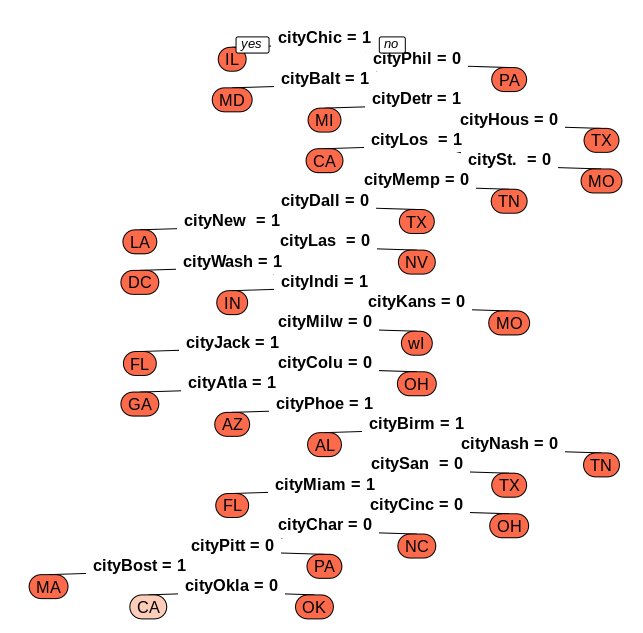 cityChic = 1
yes
no
IL
cityPhil = 0
cityBalt = 1
PA
MD
cityDetr = 1
MI
cityHous = 0
cityLos = 1
TX
CA
citySt. = 0
cityMemp = 0
MO
cityDall = 0
TN
cityNew = 1
TX
LA
cityLas = 0
cityWash = 1
NV
DC
cityIndi = 1
IN
cityKans = 0
cityMilw = 0
MO
cityJack = 1
wI
FL
cityColu = 0
cityAtla = 1
OH
GA
cityPhoe = 1
AZ
cityBirm = 1
AL
cityNash = 0
citySan = 0
TN
cityMiam = 1
TX
FL
cityCinc = 0
cityChar = 0
OH
cityPitt = 0
NC
cityBost = 1
PA
MA
cityOkla = 0
CA
OK